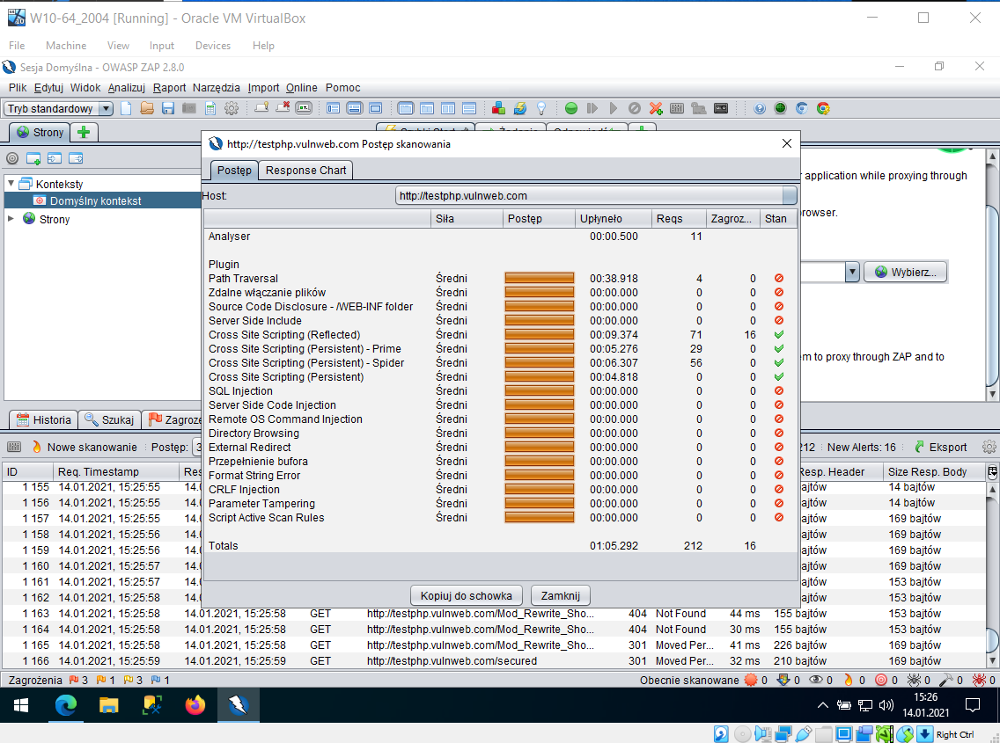 W10-64_2004 [Running] - Oracle VM VirtualBox
File Machine View Input Devices Help
Sesja Domyślna - OWASP ZAP 2.8.0
Plik Edytuj Widok Analizuj Raport Narzędzia Import Online Pomoc
Tryb standardowy
Strony
http://testphp.vulnweb.com Postęp skanowania
Postęp Response Chart
application while proxying through
Konteksty
Host: http://testphp.vulnweb.com
Domyślny kontekst
rowser.
Strony
Siła Postęp Upłynęło Reqs Zagroz... Stan
Analyser 00:00.500 11
Plugin
Wybierz...
Path Traversal Średni 00:38.918 4 0
Zdalne włączanie plików Średni 00:00.000 0 0
Source Code Disclosure - /WEB-INF folder Średni 00:00.000 0 0
Server Side Include Średni 00:00.000 0 0
Cross Site Scripting (Reflected) Średni 00:09.374 71 16
Cross Site Scripting (Persistent) - Prime Średni 00:05.276 29 0
em to proxy through ZAP and to
Cross Site Scripting (Persistent) - Spider Średni 00:06.307 56 0
Cross Site Scripting (Persistent) Średni 00:04.818 0 0
SQL Injection Średni 00:00.000 0 0
Server Side Code Injection Średni 00:00.000 0 0
Remote OS Command Injection Średni 00:00.000 0 0
Directory Browsing Średni 00:00.000 0 0
External Redirect Średni 00:00.000 0 0
Przepełnienie bufora Średni 00:00.000 0 0
Format String Error Średni 00:00.000 0 0
CRLF Injection Średni 00:00.000 0 0
Parameter Tampering Średni 00:00.000 0 0
Script Active Scan Rules Średni 00:00.000 0 0
Totals 01:05.292 212 16
Kopiuj do schowka Zamknij
Historia Szukaj Zagroże
Nowe skanowanie Postęp: 3 212 New Alerts: 16 Eksport
ID Req. Timestamp Res Resp. Header Size Resp. Body
1 155 14.01.2021, 15:25:55 14.0 bajtów 14 bajtów
1 156 14.01.2021, 15:25:55 14.0 bajtów 14 bajtów
1 157 14.01.2021, 15:25:55 14.0 bajtów 169 bajtów
1 158 14.01.2021, 15:25:56 14.0 bajtów 169 bajtów
1 159 14.01.2021, 15:25:56 14.0 bajtów 169 bajtów
1 160 14.01.2021, 15:25:57 14.0 bajtów 169 bajtów
1 161 14.01.2021, 15:25:57 14.0 bajtów 153 bajtów
1 162 14.01.2021, 15:25:58 14.0 bajtów 153 bajtów
1 163 14.01.2021, 15:25:58 14.01.2021, 15:25:58 GET http://testphp.vulnweb.com/Mod_Rewrite_Sho... 404 Not Found 44 ms 155 bajtów 153 bajtów
1 164 14.01.2021, 15:25:58 14.01.2021, 15:25:58 GET http://testphp.vulnweb.com/Mod_Rewrite_Sho... 404 Not Found 30 ms 155 bajtów 153 bajtów
1 165 14.01.2021, 15:25:58 14.01.2021, 15:25:58 GET http://testphp.vulnweb.com/Mod_Rewrite_Sho... 301 Moved Per... 41 ms 226 bajtów 169 bajtów
1 166 14.01.2021, 15:25:59 14.01.2021, 15:25:59 GET http://testphp.vulnweb.com/secured 301 Moved Per... 32 ms 210 bajtów 169 bajtów
Zagrożenia 3 1 3 1 Obecnie skanowane 0 0 0 0 0 0 0 0
15:26
14.01.2021
Right Ctrl